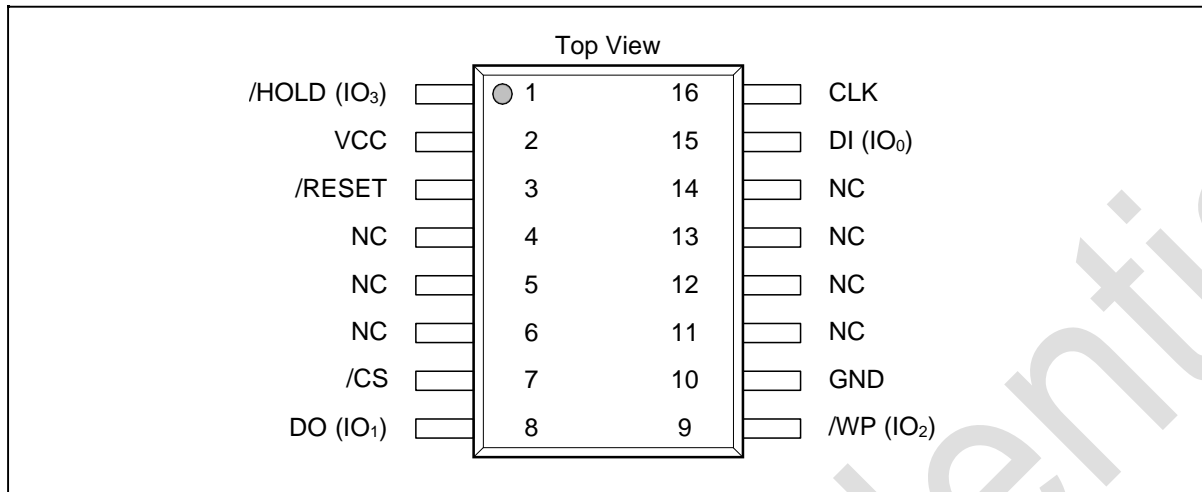 Top View
/HOLD (IO₃) 1 16 CLK
VCC 2 15 DI (IO₀)
/RESET 3 14 NC
NC 4 13 NC
NC 5 12 NC
NC 6 11 NC
/CS 7 10 GND
DO (IO₁) 8 9 /WP (IO₂)